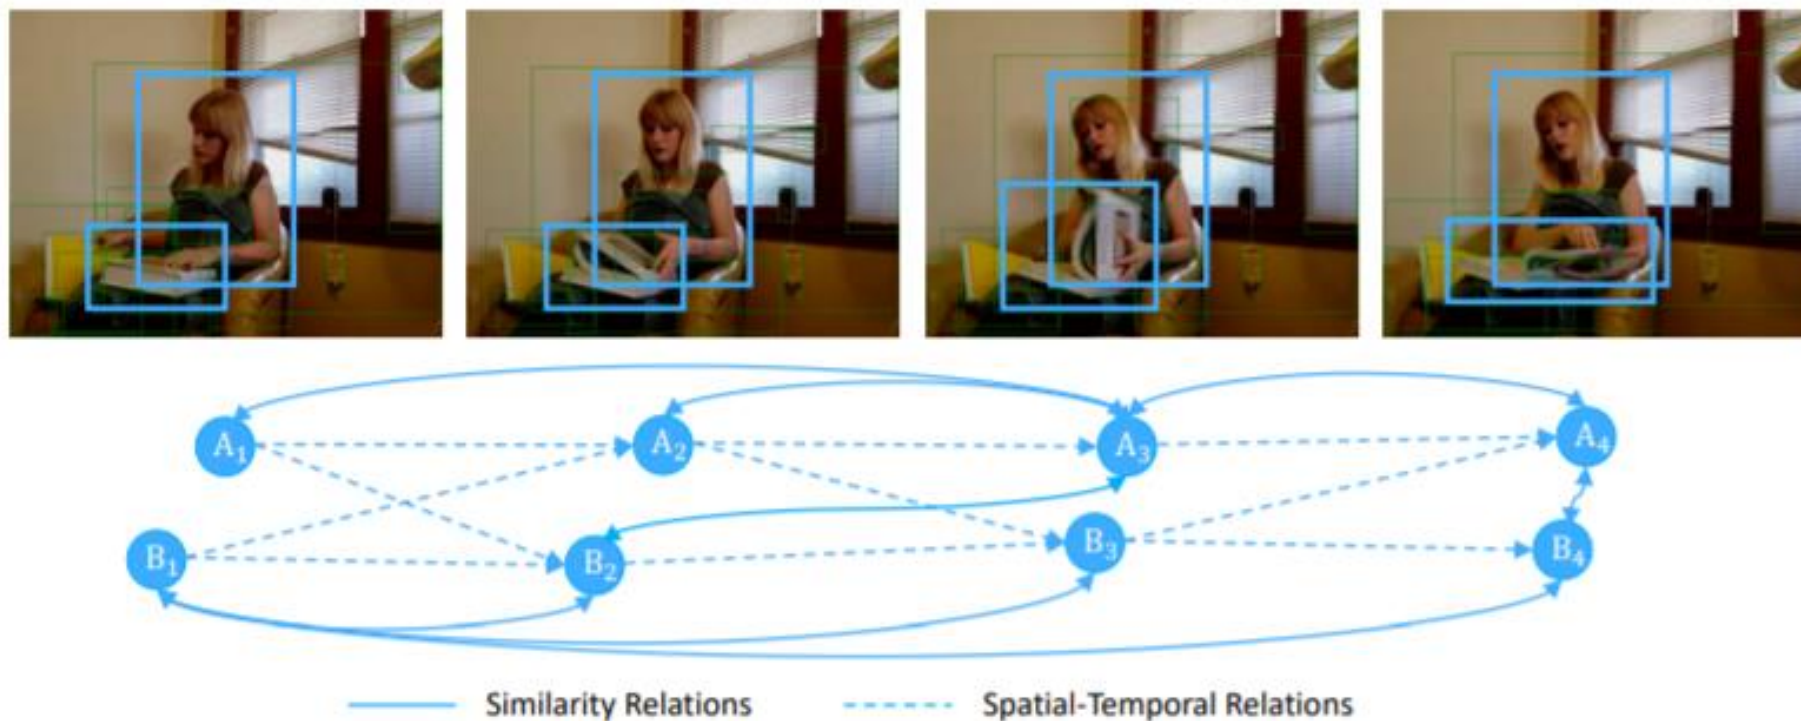 A₁ A₂ A₃ A₄
B₁ B₂ B₃ B₄
Similarity Relations Spatial-Temporal Relations